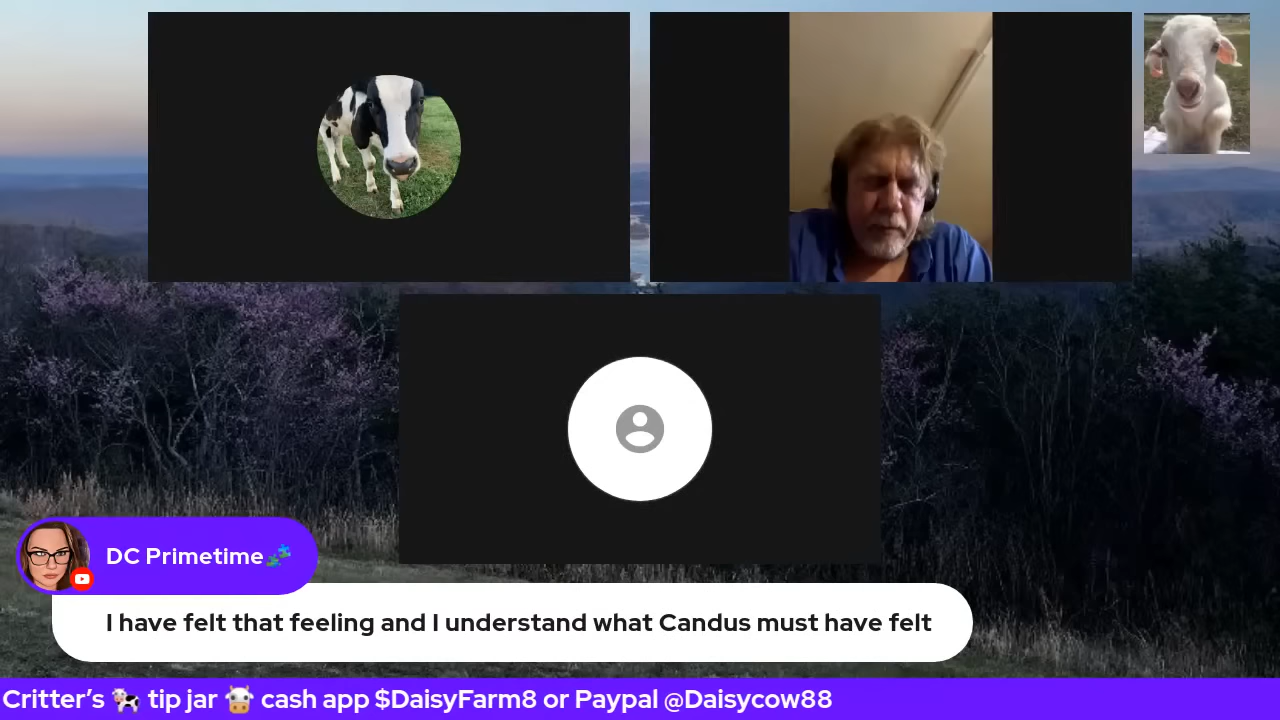 DC Primetime🧩
I have felt that feeling and I understand what Candus must have felt
Critter’s 🐄 tip jar 🐮 cash app $DaisyFarm8 or Paypal @Daisycow88